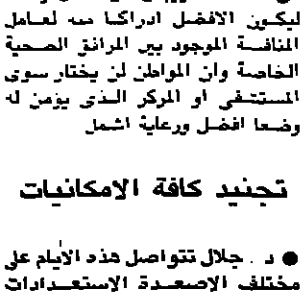 ليكون الافضل ادراكا منه لعامل
المنافسة الموجود بين المرافق الصحية
الخاصة وان المواطن لن يختار سوى
المستشفى او المركز الذي يؤمن له
وضعا افضل ورعاية اشمل
تجنيد كافة الامكانيات
● د . جلال تتواصل هذه الأيام على
مختلف الاصعدة الاستعدادات